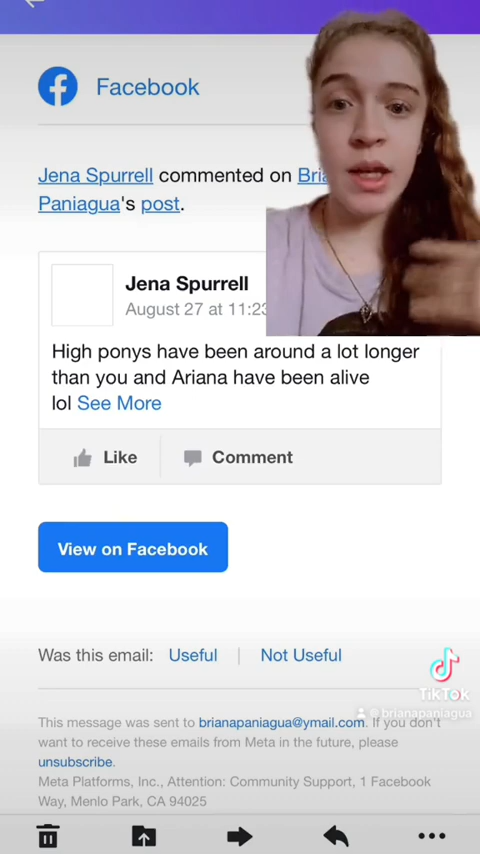 Facebook
Jena Spurrell commented on Bri
Paniagua's post.
Jena Spurrell
August 27 at 11:23
High ponys have been around a lot longer
than you and Ariana have been alive
lol See More
Like
Comment
View on Facebook
Was this email: Useful | Not Useful
TikTok
@brianapaniagua
This message was sent to brianapaniagua@ymail.com. If you don't
want to receive these emails from Meta in the future, please
unsubscribe.
Meta Platforms, Inc., Attention: Community Support, 1 Facebook
Way, Menlo Park, CA 94025